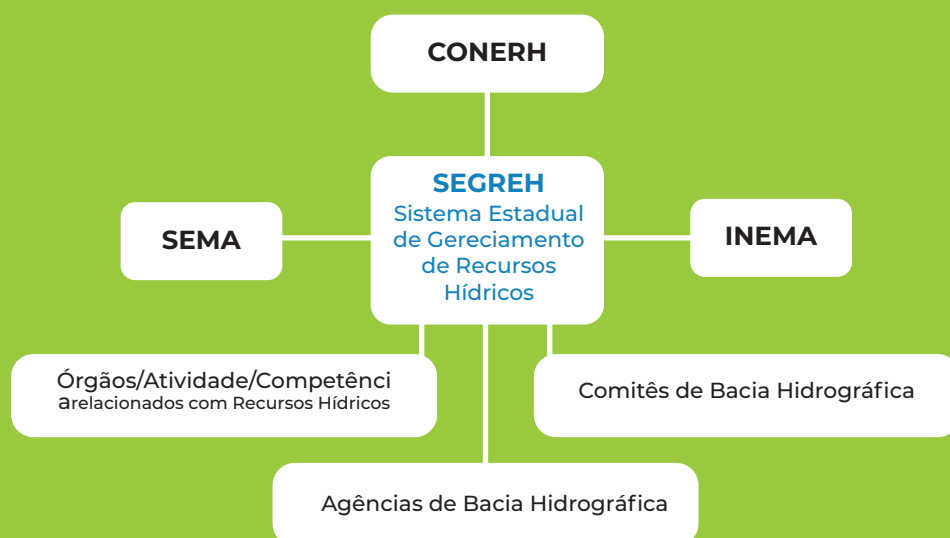 CONERH
SEGREH
Sistema Estadual
de Gereciamento
de Recursos
Hídricos
SEMA
INEMA
Órgãos/Atividade/Competênci
arelacionados com Recursos Hídricos
Comitês de Bacia Hidrográfica
Agências de Bacia Hidrográfica